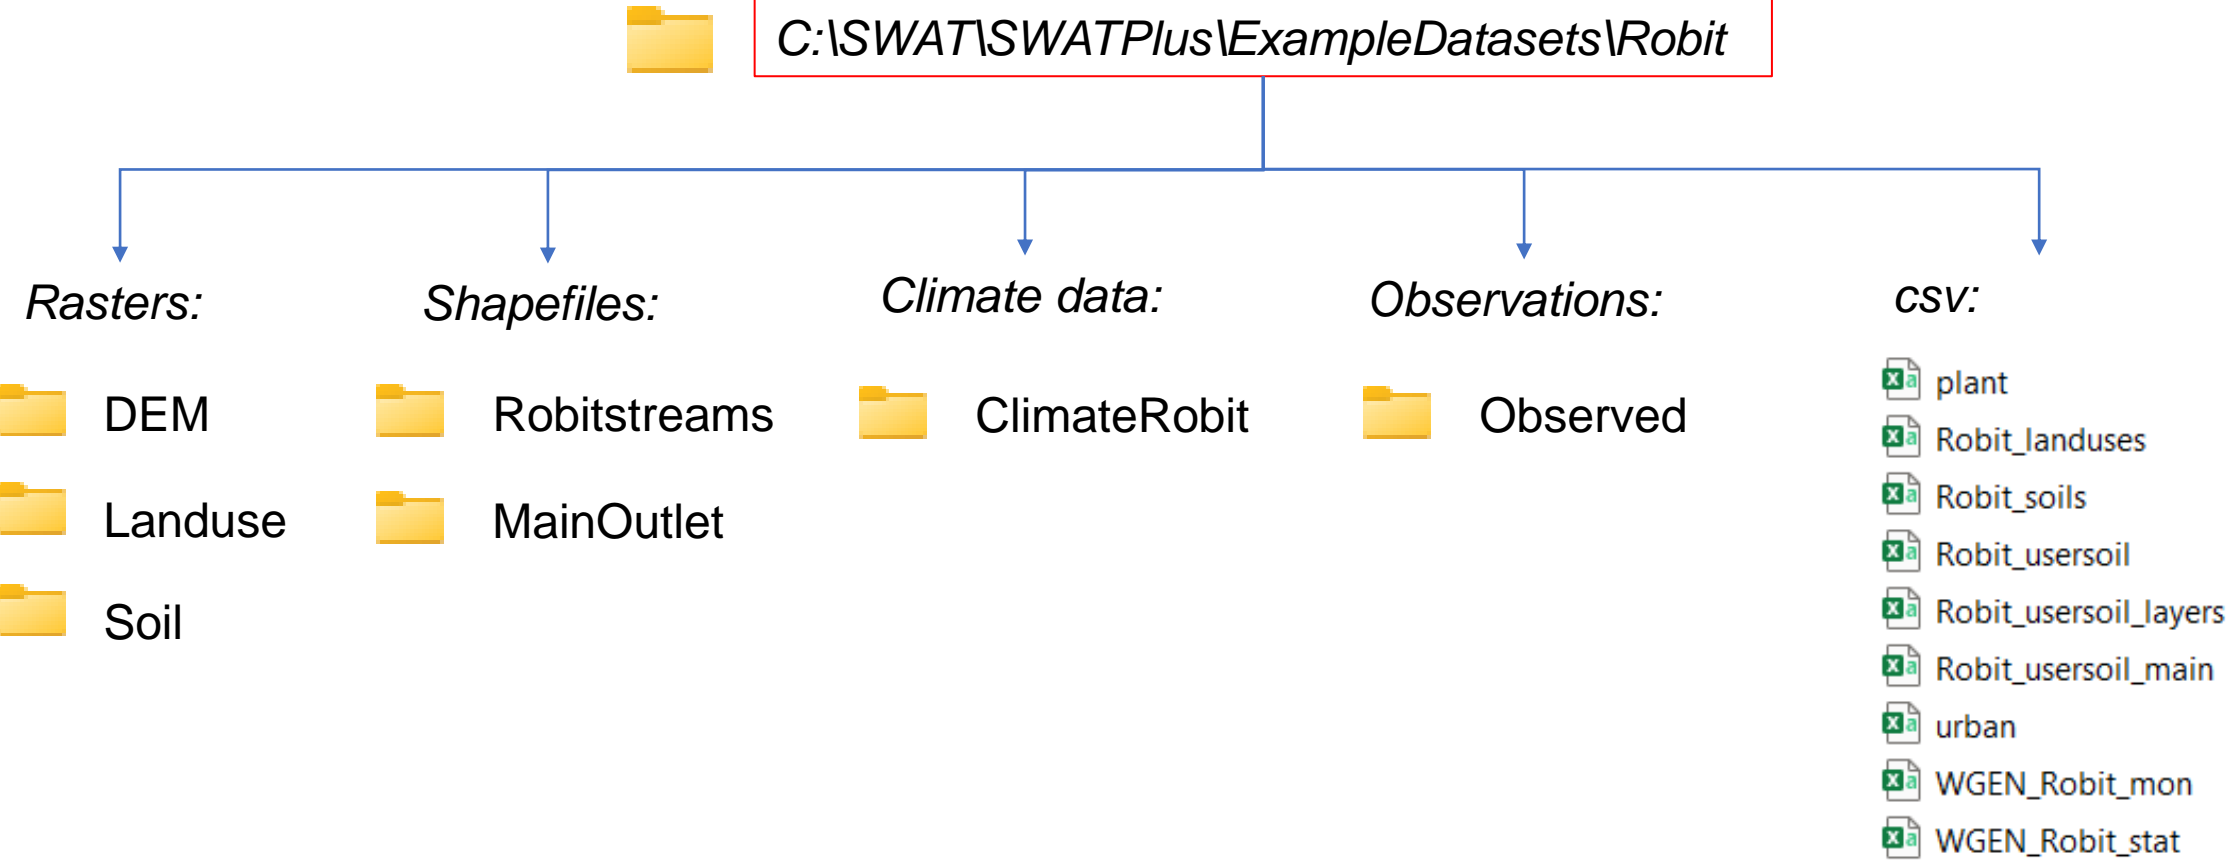 C:\SWAT\SWATPlus\ExampleDatasets\Robit
Rasters:
DEM
Landuse
Soil
Shapefiles:
Robitstreams
MainOutlet
Climate data:
ClimateRobit
Observations:
Observed
csv:
plant
Robit_landuses
Robit_soils
Robit_usersoil
Robit_usersoil_layers
Robit_usersoil_main
urban
WGEN_Robit_mon
WGEN_Robit_stat